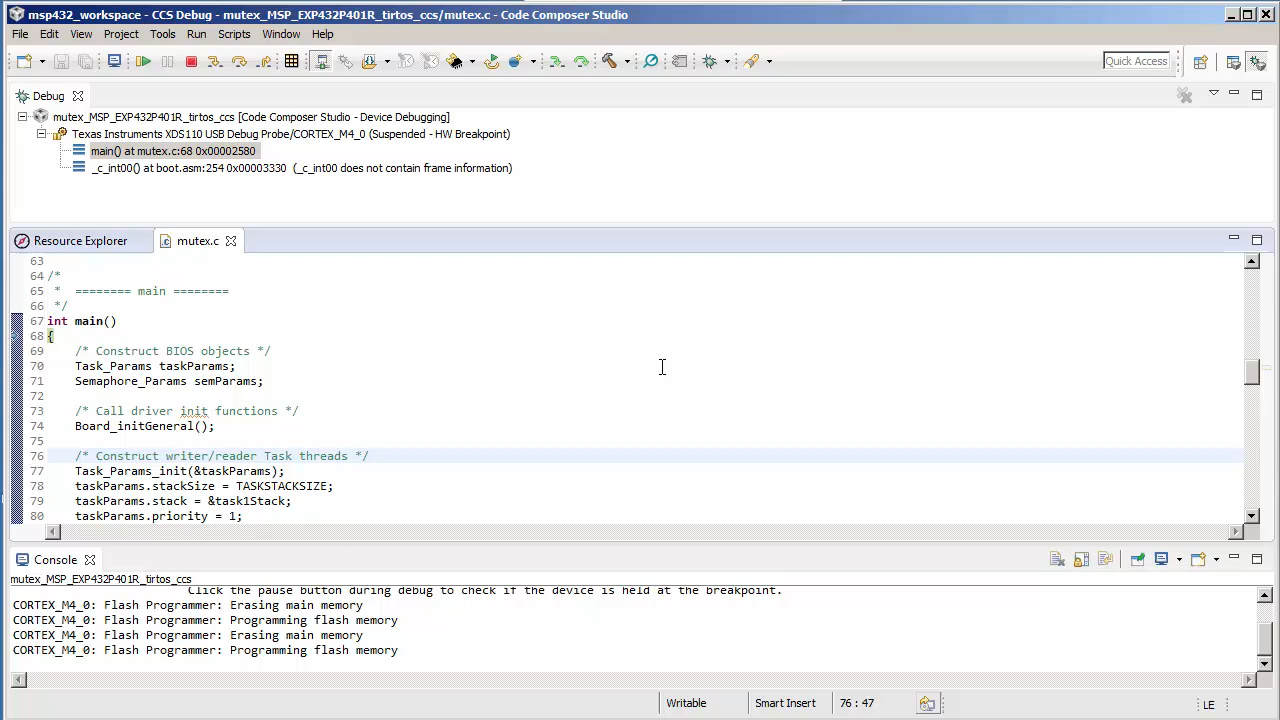 msp432_workspace - CCS Debug - mutex_MSP_EXP432P401R_tirtos_ccs/mutex.c - Code Composer Studio
File Edit View Project Tools Run Scripts Window Help
Quick Access
Debug
mutex_MSP_EXP432P401R_tirtos_ccs [Code Composer Studio - Device Debugging]
Texas Instruments XDS110 USB Debug Probe/CORTEX_M4_0 (Suspended - HW Breakpoint)
main() at mutex.c:68 0x00002580
_c_int00() at boot.asm:254 0x00003330 (_c_int00 does not contain frame information)
Resource Explorer mutex.c
63
64 /*
65 * ======== main ========
66 */
67 int main()
68 {
69 /* Construct BIOS objects */
70 Task_Params taskParams;
71 Semaphore_Params semParams;
72
73 /* Call driver init functions */
74 Board_initGeneral();
75
76 /* Construct writer/reader Task threads */
77 Task_Params_init(&taskParams);
78 taskParams.stackSize = TASKSTACKSIZE;
79 taskParams.stack = &task1Stack;
80 taskParams.priority = 1;
Console
mutex_MSP_EXP432P401R_tirtos_ccs
Click the pause button during debug to check if the device is held at the breakpoint.
CORTEX_M4_0: Flash Programmer: Erasing main memory
CORTEX_M4_0: Flash Programmer: Programming flash memory
CORTEX_M4_0: Flash Programmer: Erasing main memory
CORTEX_M4_0: Flash Programmer: Programming flash memory
Writable Smart Insert 76 : 47 LE